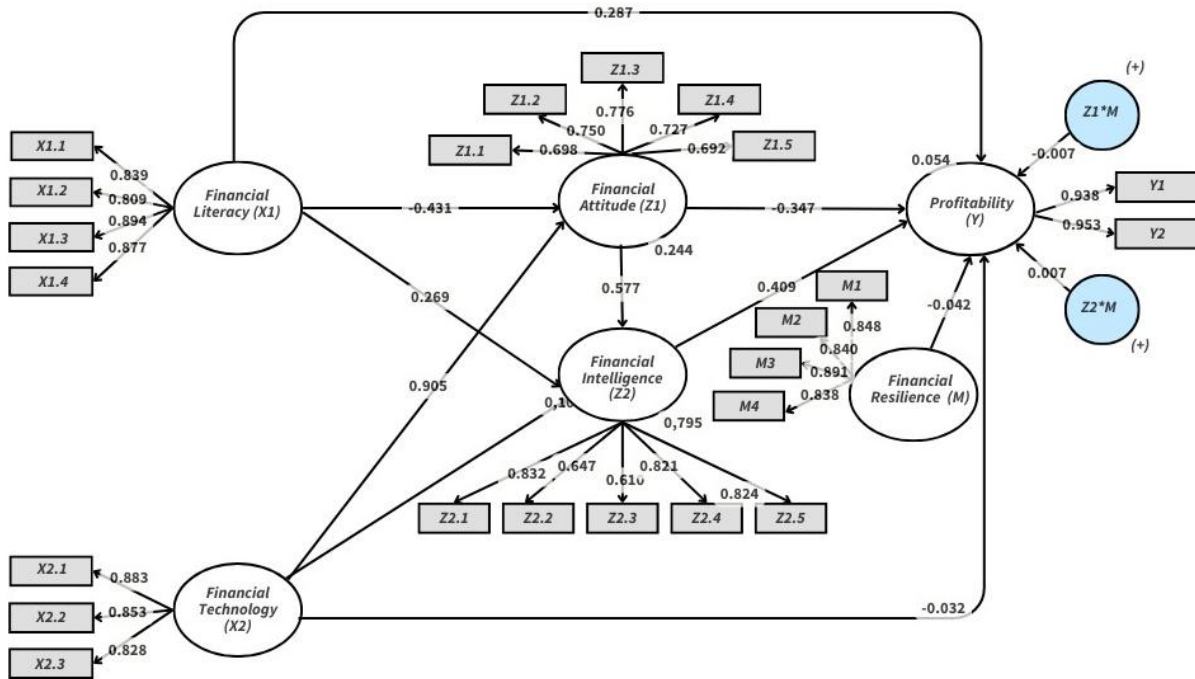 0.287
(+)
Z1.3
Z1.2
Z1.4
Z1*M
0.776
X1.1
Z1.1
0.750
0.727
Z1.5
0.698
0.692
0.054
-0.007
0.839
X1.2
0.809
Financial
Literacy (X1)
Financial
Attitude (Z1)
Profitability
(Y)
0.938
Y1
-0.431
-0.347
0.894
X1.3
0.953
Y2
0.877
X1.4
0.244
0.007
0.577
0.269
0.409
M1
-0.042
Z2*M
(+)
M2
0.848
0.840
M3
0.891
Financial
Intelligence
(Z2)
Financial
Resilience (M)
0.905
0.838
M4
0,795
0.832
0.647
0.610
0.821
0.824
Z2.1
Z2.2
Z2.3
Z2.4
Z2.5
X2.1
0.883
Financial
Technology
(X2)
X2.2
0.853
-0.032
0.828
X2.3